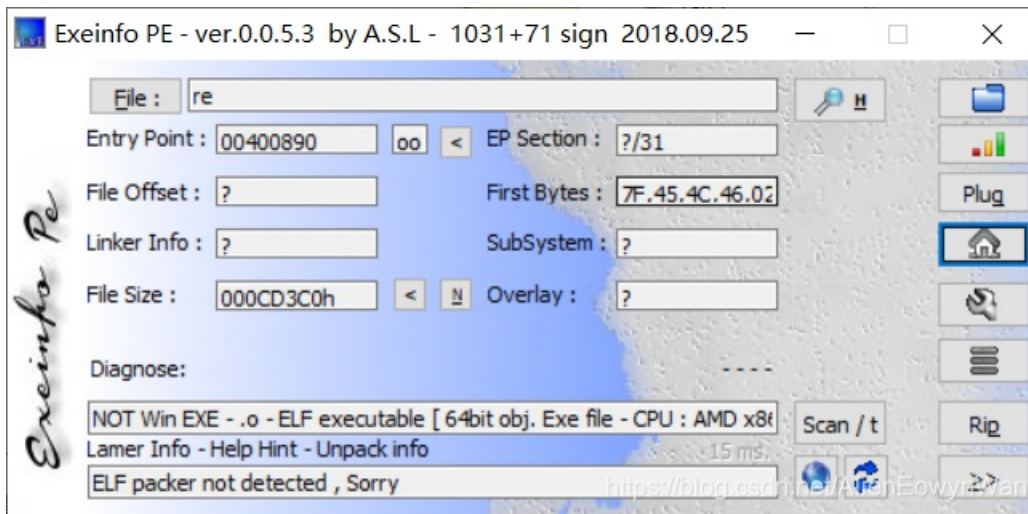 Exeinfo PE - ver.0.0.5.3 by A.S.L - 1031+71 sign 2018.09.25
Exeinfo Pe
File : re H
Entry Point : 00400890 oo < EP Section : ?/31
File Offset : ? First Bytes : 7F.45.4C.46.02 Plug
Linker Info : ? SubSystem : ?
File Size : 000CD3C0h < N Overlay : ?
Diagnose: - - - -
NOT Win EXE - .o - ELF executable [ 64bit obj. Exe file - CPU : AMD x86 Scan / t Rip
Lamer Info - Help Hint - Unpack info 15 ms.
ELF packer not detected , Sorry >>